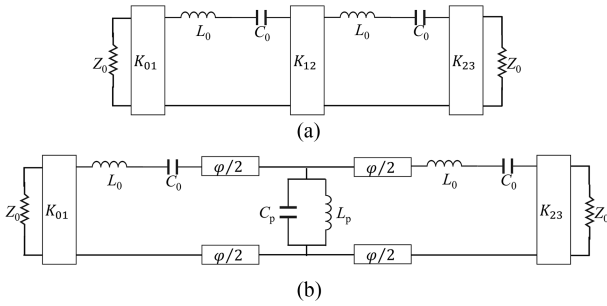 L₀ C₀ L₀ C₀
Z₀ K₀₁ K₁₂ K₂₃ Z₀
(a)
φ/2 φ/2
L₀ C₀ L₀ C₀
Z₀ K₀₁ Cₚ Lₚ K₂₃ Z₀
φ/2 φ/2
(b)